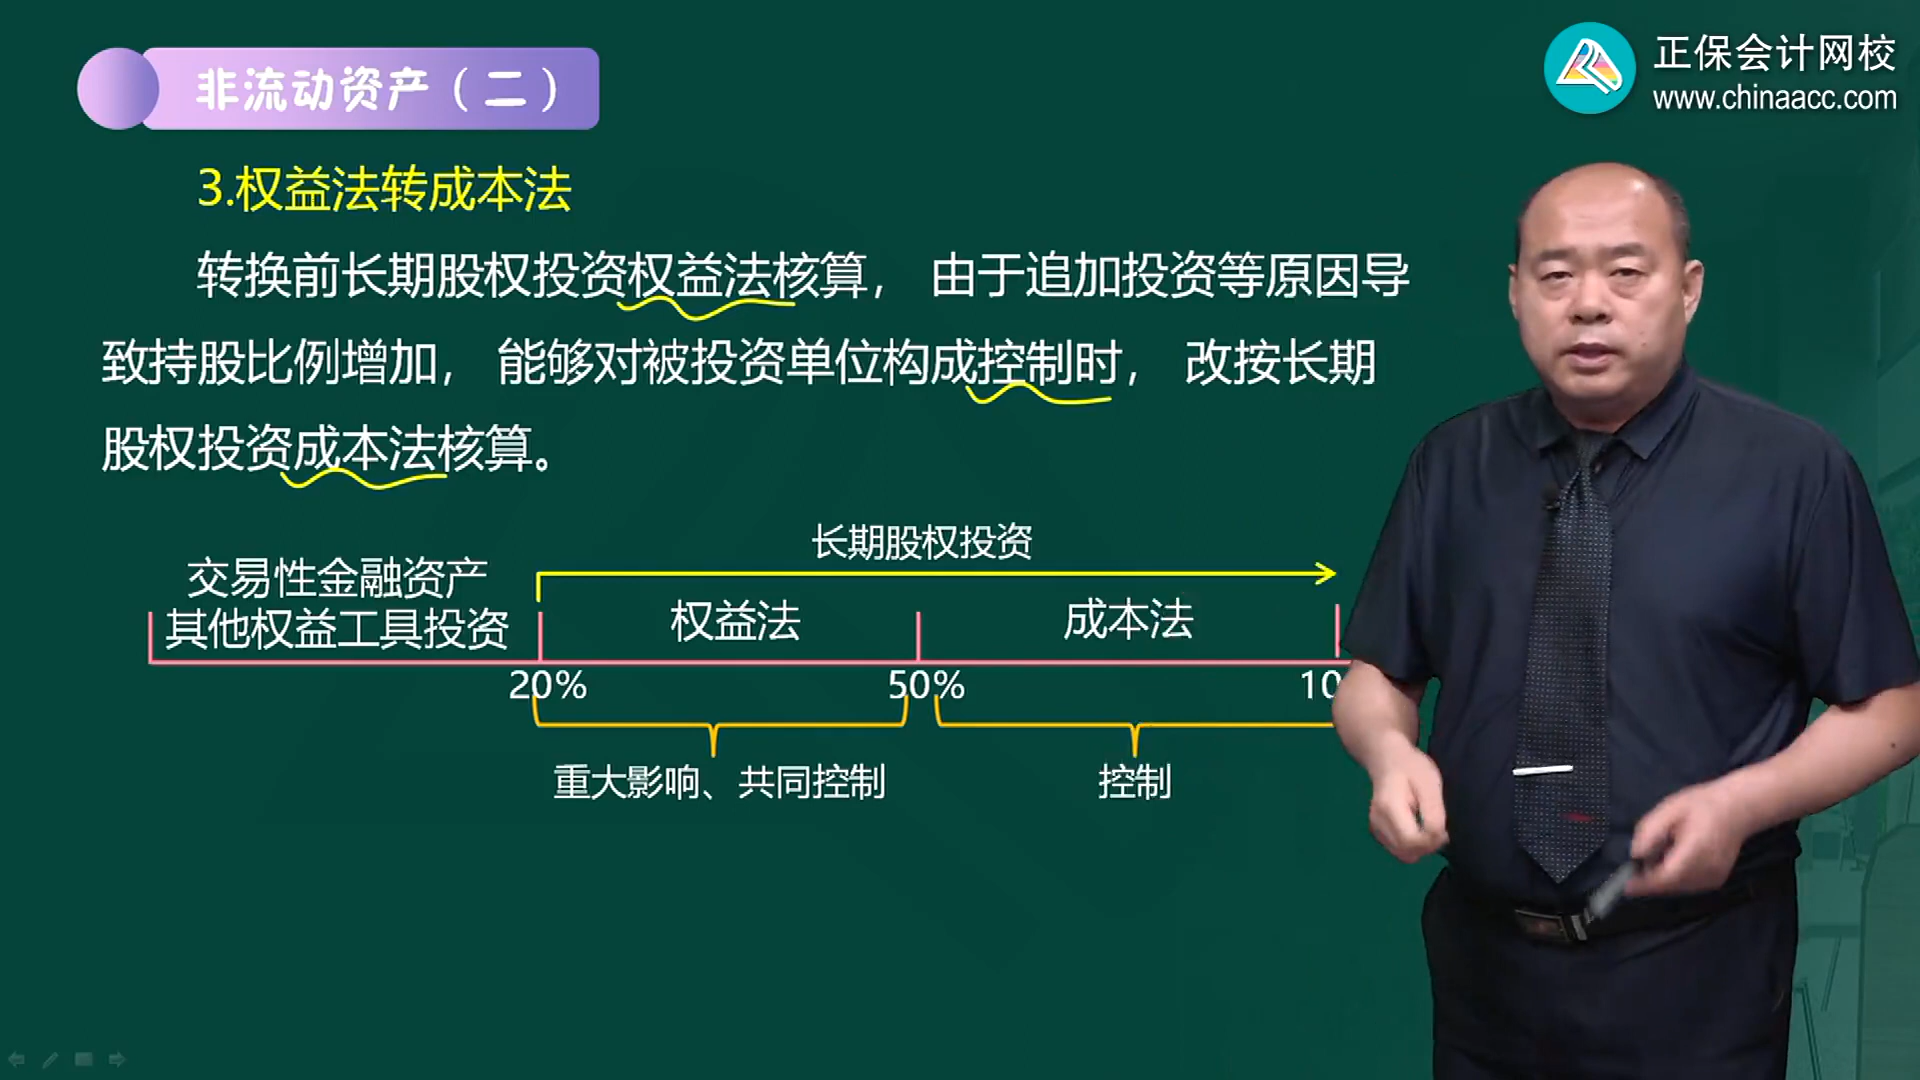 非流动资产（二）
正保会计网校
www.chinaacc.com
3.权益法转成本法
转换前长期股权投资权益法核算， 由于追加投资等原因导
致持股比例增加， 能够对被投资单位构成控制时， 改按长期
股权投资成本法核算。
长期股权投资
交易性金融资产
其他权益工具投资
权益法
成本法
20%
50%
10
重大影响、共同控制
控制